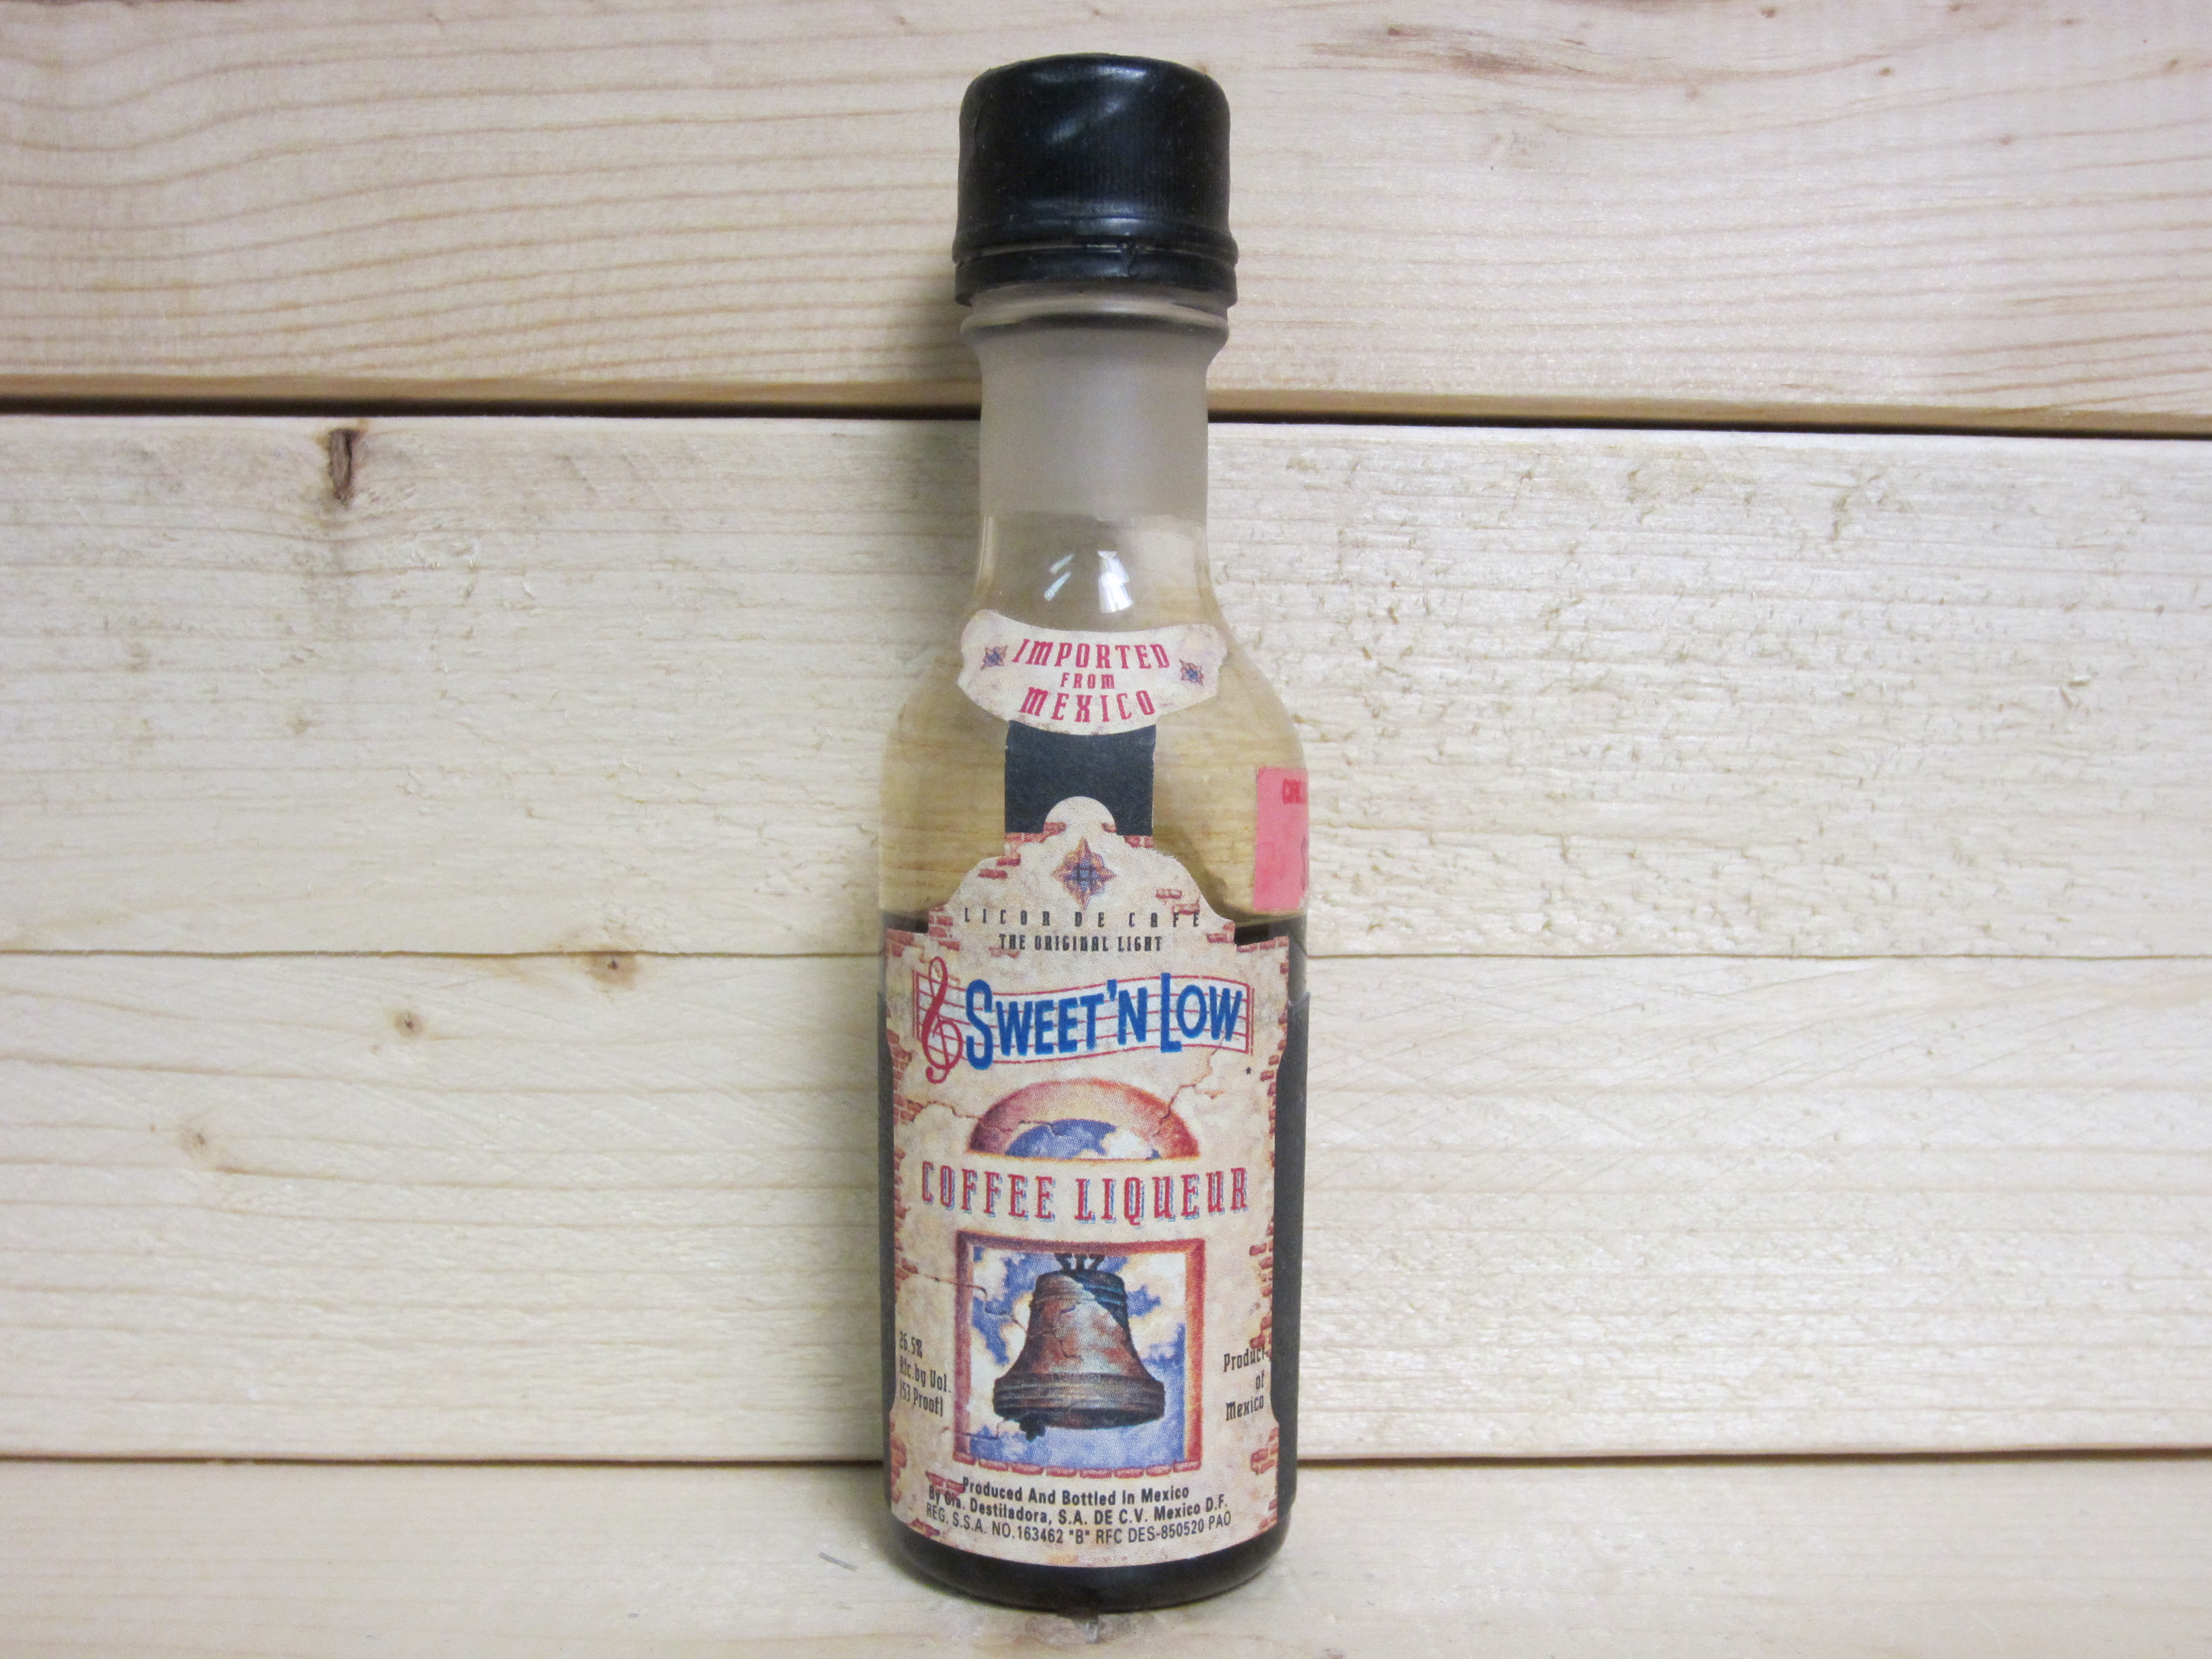 IMPORTED
FROM
MEXICO
LICOR DE CAFE
THE ORIGINAL LIGHT
SWEET'N LOW
COFFEE LIQUEUR
26.5%
Alc.by Vol.
(53 Proof)
Product
of
Mexico
Produced And Bottled In Mexico
By Cia. Destiladora, S.A. DE C.V. Mexico D.F.
REG. S.S.A. NO.163462 "B" RFC DES-850520 PAO